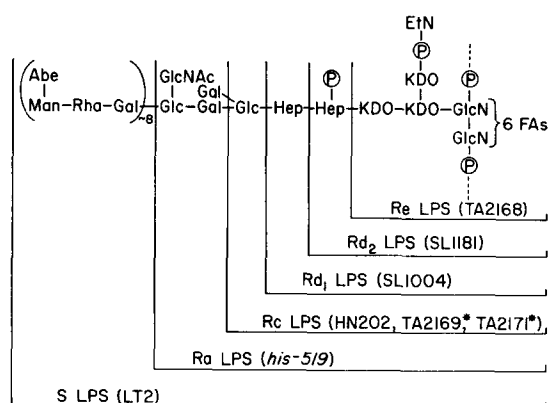 EtN
P
Abe GlcNAc P KDO P
Gal
Man–Rha–Gal ~8 Glc–Gal–Glc–Hep–Hep–KDO–KDO–GlcN
GlcN } 6 FAs
P
Re LPS (TA2168)
Rd2 LPS (SL1181)
Rd1 LPS (SL1004)
Rc LPS (HN202, TA2169,* TA2171*)
Ra LPS (his-519)
S LPS (LT2)